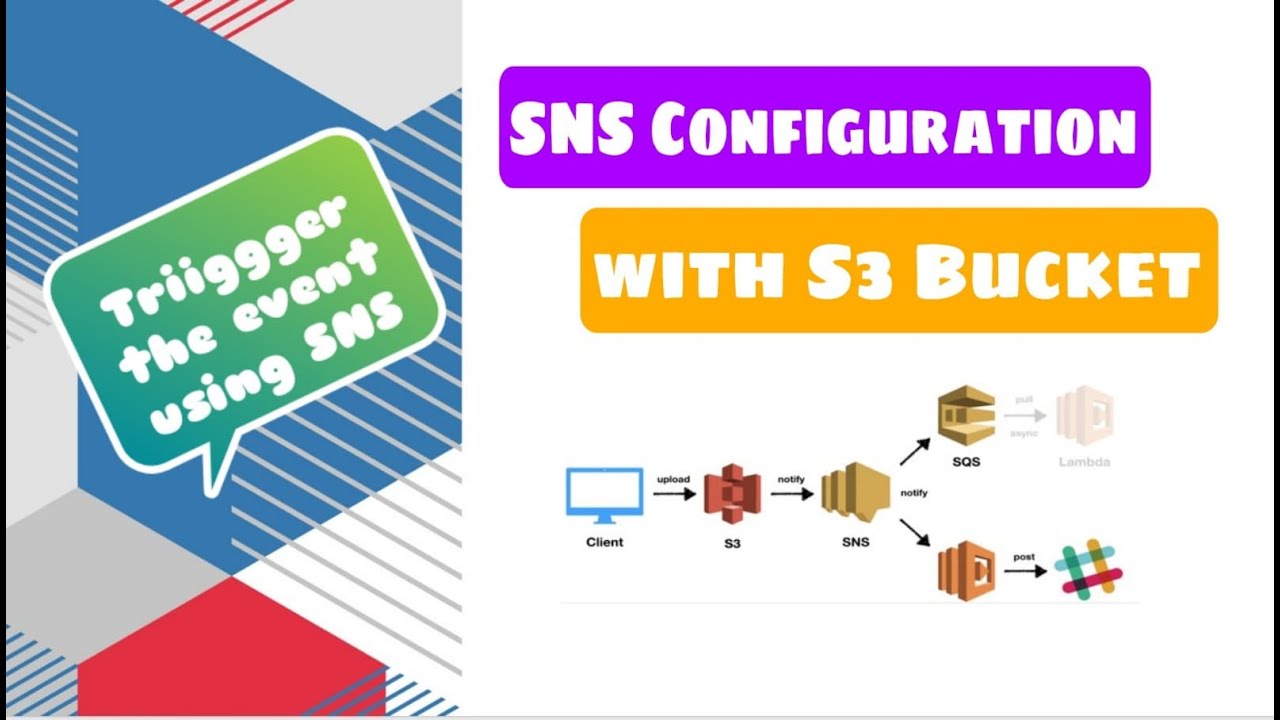 SNS Configuration
with S3 Bucket
Triiggger
the event
using SNS
pull
async
SQS
Lambda
upload
notify
notify
Client
S3
SNS
post